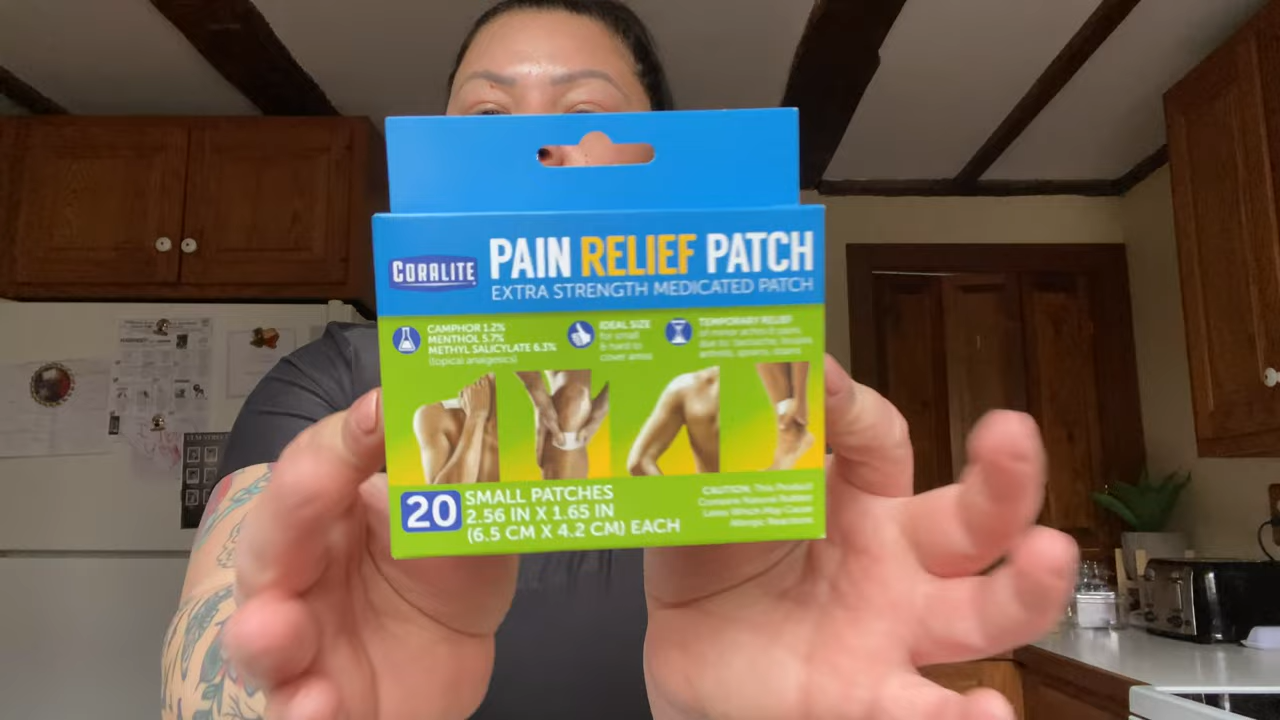 CORALITE
PAIN RELIEF PATCH
EXTRA STRENGTH MEDICATED PATCH
CAMPHOR 1.2%
MENTHOL 5.7%
METHYL SALICYLATE 6.3%
(topical analgesics)
IDEAL SIZE
for small
& hard to
cover areas
TEMPORARY RELIEF
of minor aches & pains
due to: backache, bruises
arthritis, sprains, strains
20
SMALL PATCHES
2.56 IN X 1.65 IN
(6.5 CM X 4.2 CM) EACH
CAUTION: This Product
Contains Natural Rubber
Latex Which May Cause
Allergic Reactions